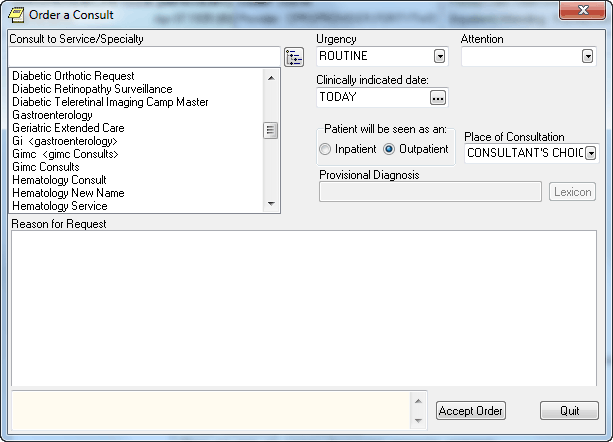 Order a Consult
Consult to Service/Specialty
Urgency
Attention
ROUTINE
Diabetic Orthotic Request
Diabetic Retinopathy Surveillance
Diabetic Teleretinal Imaging Camp Master
Gastroenterology
Geriatric Extended Care
Gi <gastroenterology>
Gimc <gimc Consults>
Gimc Consults
Hematology Consult
Hematology New Name
Hematology Service
Clinically indicated date:
TODAY
...
Patient will be seen as an:
Inpatient
Outpatient
Place of Consultation
CONSULTANT'S CHOIC
Provisional Diagnosis
Lexicon
Reason for Request
Accept Order
Quit